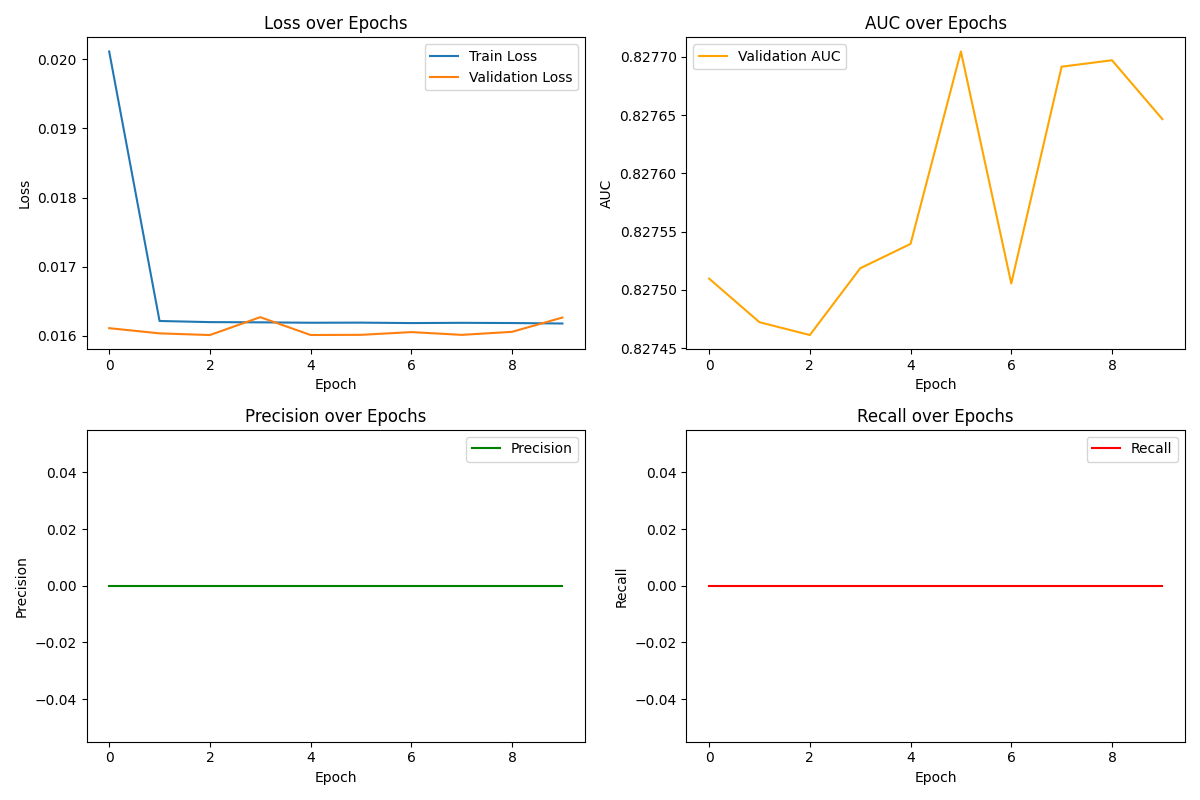 Loss over Epochs
Loss
0.020
0.019
0.018
0.017
0.016
Train Loss
Validation Loss
0 2 4 6 8
Epoch
AUC over Epochs
AUC
0.82770
0.82765
0.82760
0.82755
0.82750
0.82745
Validation AUC
0 2 4 6 8
Epoch
Precision over Epochs
Precision
0.04
0.02
0.00
−0.02
−0.04
Precision
0 2 4 6 8
Epoch
Recall over Epochs
Recall
0.04
0.02
0.00
−0.02
−0.04
Recall
0 2 4 6 8
Epoch